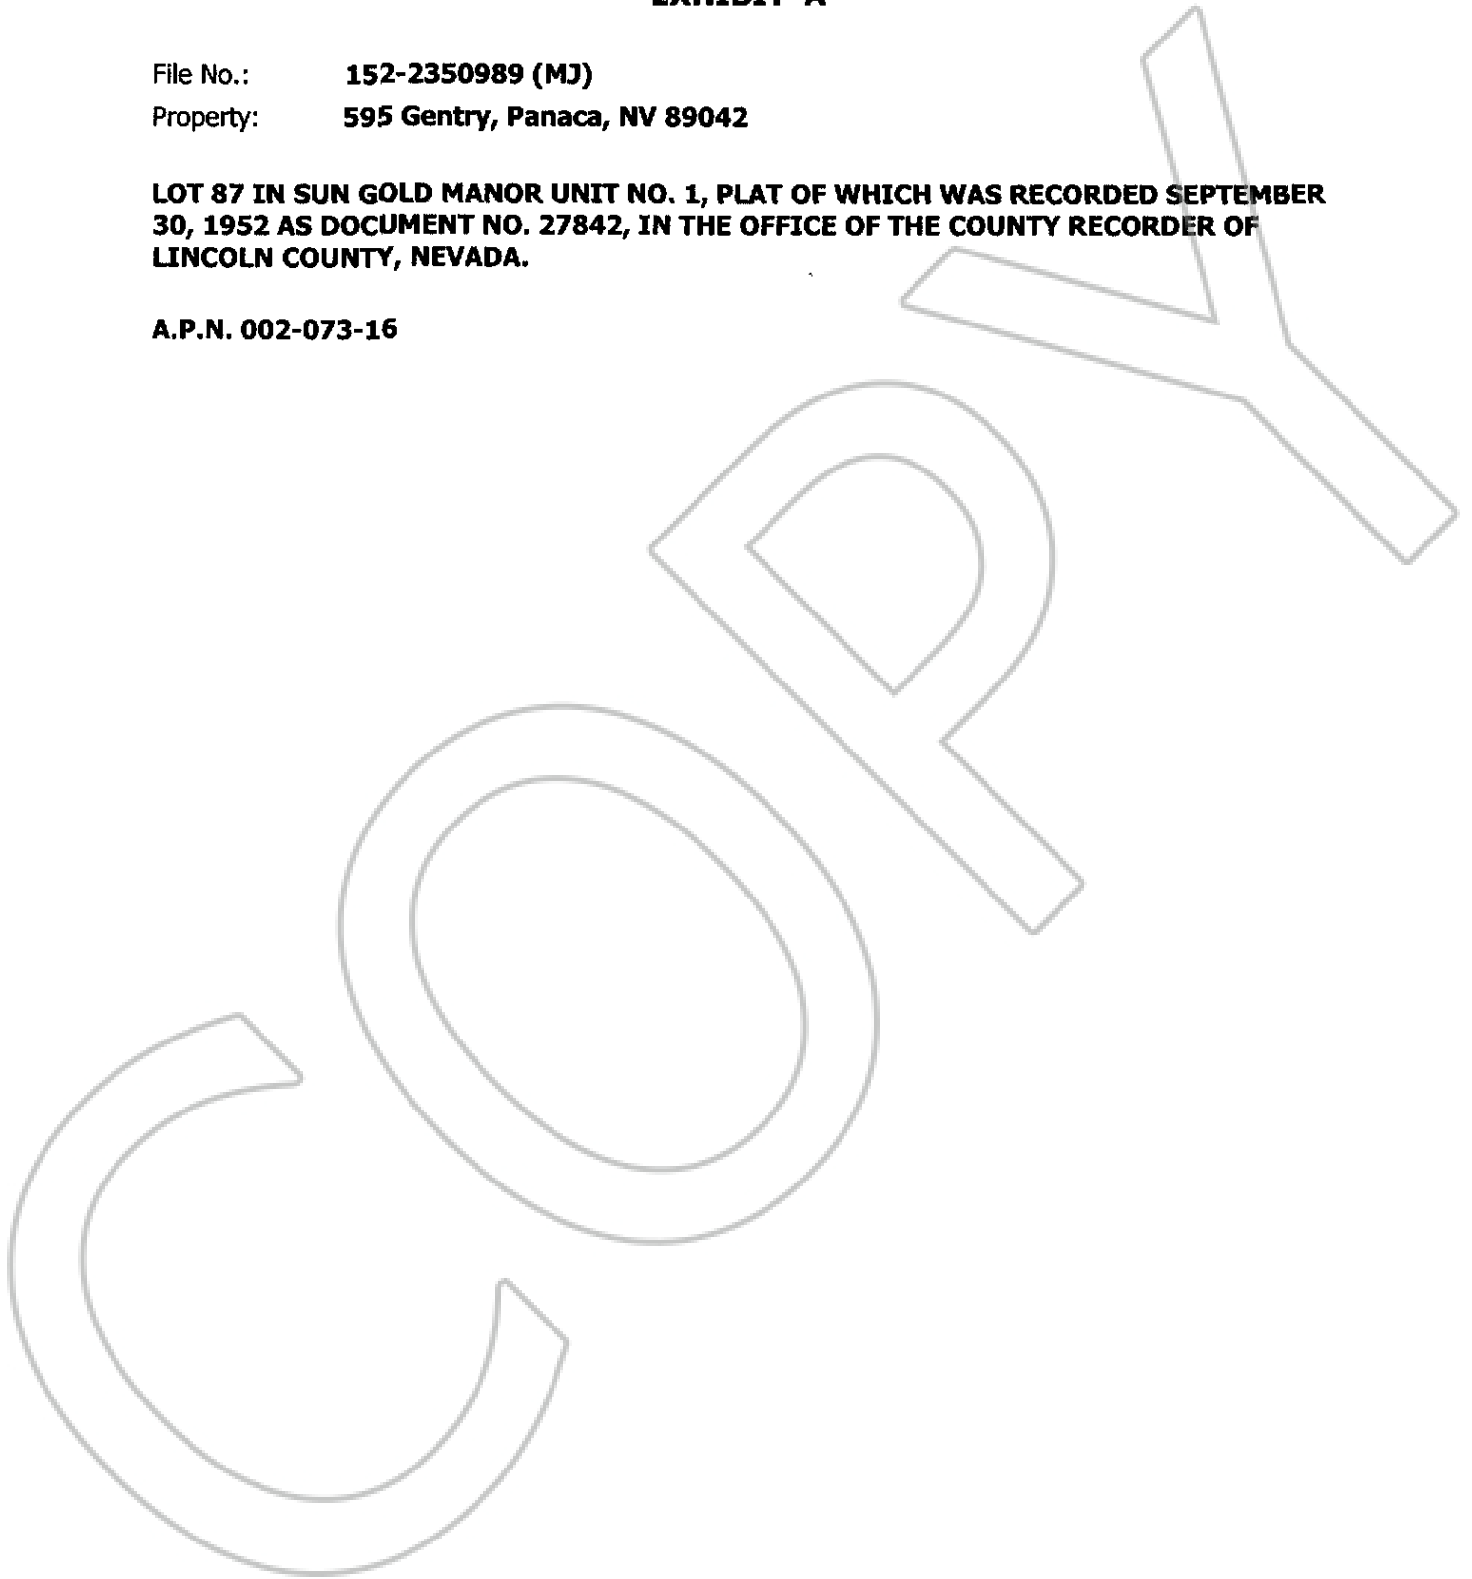 EXHIBIT 'A'
File No.: 152-2350989 (MJ)
Property: 595 Gentry, Panaca, NV 89042
LOT 87 IN SUN GOLD MANOR UNIT NO. 1, PLAT OF WHICH WAS RECORDED SEPTEMBER
30, 1952 AS DOCUMENT NO. 27842, IN THE OFFICE OF THE COUNTY RECORDER OF
LINCOLN COUNTY, NEVADA.
A.P.N. 002-073-16
COPY